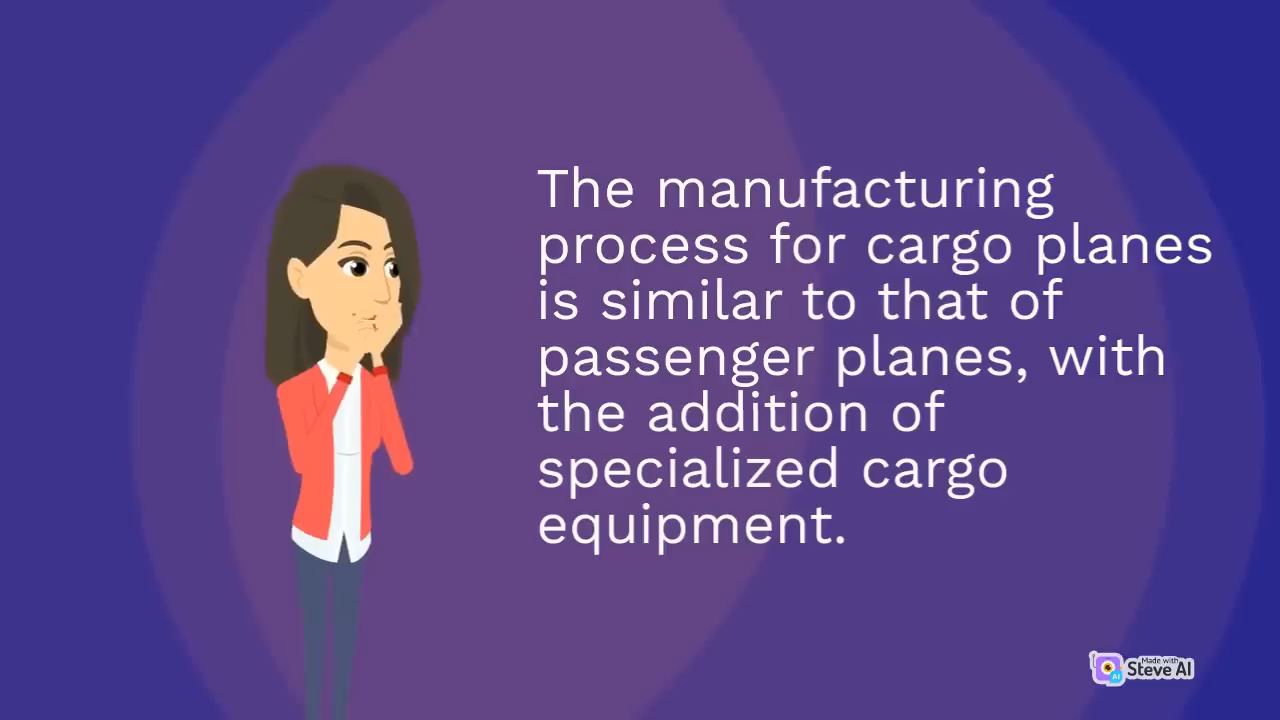 The manufacturing
process for cargo planes
is similar to that of
passenger planes, with
the addition of
specialized cargo
equipment.
Made with
Steve AI
AI